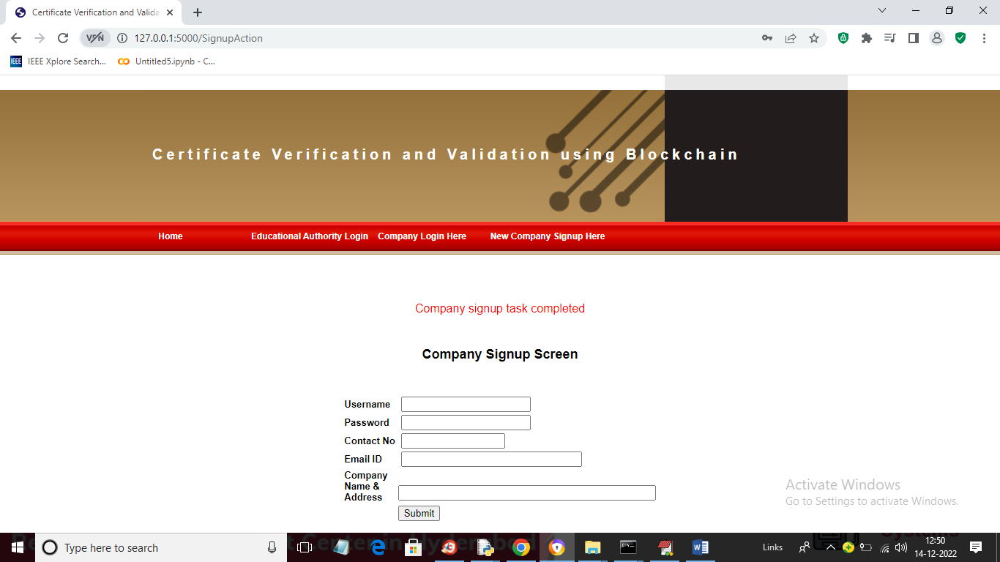 Certificate Verification and Valida
VPN
127.0.0.1:5000/SignupAction
IEEE
IEEE Xplore Search...
Untitled5.ipynb - C...
Certificate Verification and Validation using Blockchain
Home
Educational Authority Login
Company Login Here
New Company Signup Here
Company signup task completed
Company Signup Screen
Username
Password
Contact No
Email ID
Company
Name &
Address
Submit
Activate Windows
Go to Settings to activate Windows.
Type here to search
Links
12:50
14-12-2022